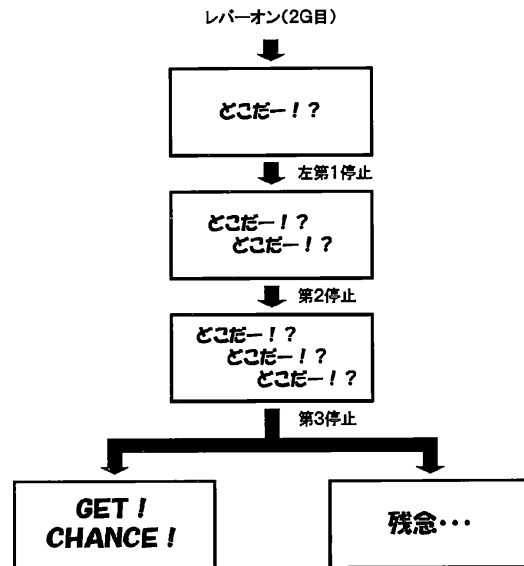 レバーオン(2G目)
どこだー!?
左第1停止
どこだー!?
どこだー!?
第2停止
どこだー!?
どこだー!?
どこだー!?
第3停止
GET!
CHANCE!
残念・・・